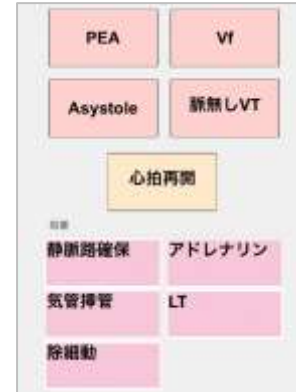 PEA
Vf
Asystole
脈無しVT
心拍再開
静脈路確保
アドレナリン
気管挿管
LT
除細動